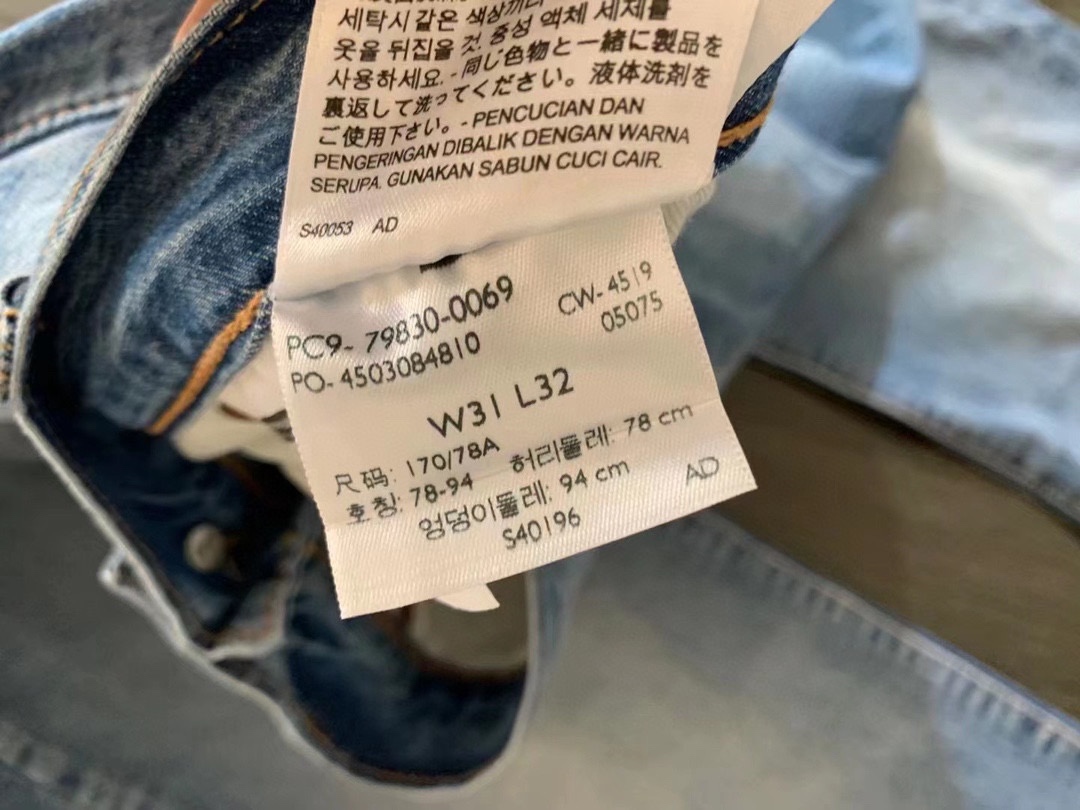 세탁시 같은 색상끼리
옷을 뒤집을 것 중성 액체 세제를
사용하세요. - 同じ色物と一緒に製品を
裏返して洗ってください。液体洗剤を
ご使用下さい。- PENCUCIAN DAN
PENGERINGAN DIBALIK DENGAN WARNA
SERUPA. GUNAKAN SABUN CUCI CAIR.
S40053 AD
PC9- 79830-0069 CW- 4519
PO- 4503084810 05075
W31 L32
尺码: 170/78A 허리둘레: 78 cm
호칭: 78-94 엉덩이둘레: 94 cm AD
S40196